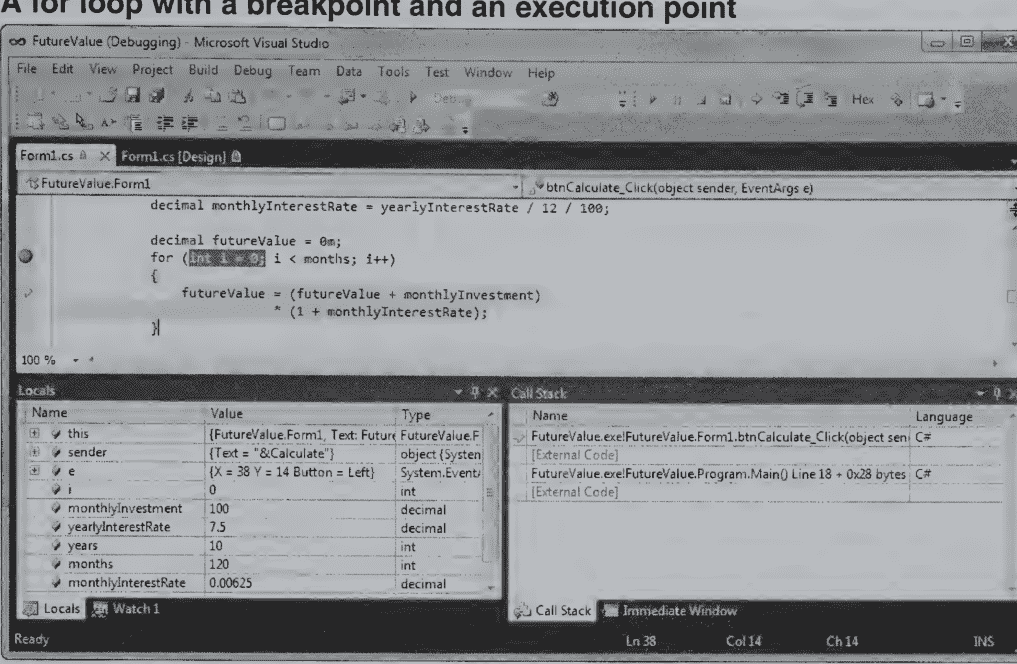 A for loop with a breakpoint and an execution point
FutureValue (Debugging) - Microsoft Visual Studio
File Edit View Project Build Debug Team Data Tools Test Window Help
Hex
Form1.cs Form1.cs [Design]
FutureValue.Form1 btnCalculate_Click(object sender, EventArgs e)
decimal monthlyInterestRate = yearlyInterestRate / 12 / 100;
decimal futureValue = 0m;
for (int i = 0; i < months; i++)
{
futureValue = (futureValue + monthlyInvestment)
* (1 + monthlyInterestRate);
}
100 %
Locals Call Stack
Name Value Type Name Language
this {FutureValue.Form1, Text: Future FutureValue.F FutureValue.exe!FutureValue.Form1.btnCalculate_Click(object sen C#
sender {Text = "&Calculate"} object {System [External Code]
e {X = 38 Y = 14 Button = Left} System.Event FutureValue.exe!FutureValue.Program.Main() Line 18 + 0x28 bytes C#
i 0 int [External Code]
monthlyInvestment 100 decimal
yearlyInterestRate 7.5 decimal
years 10 int
months 120 int
monthlyInterestRate 0.00625 decimal
Locals Watch 1 Call Stack Immediate Window
Ready Ln 38 Col 14 Ch 14 INS